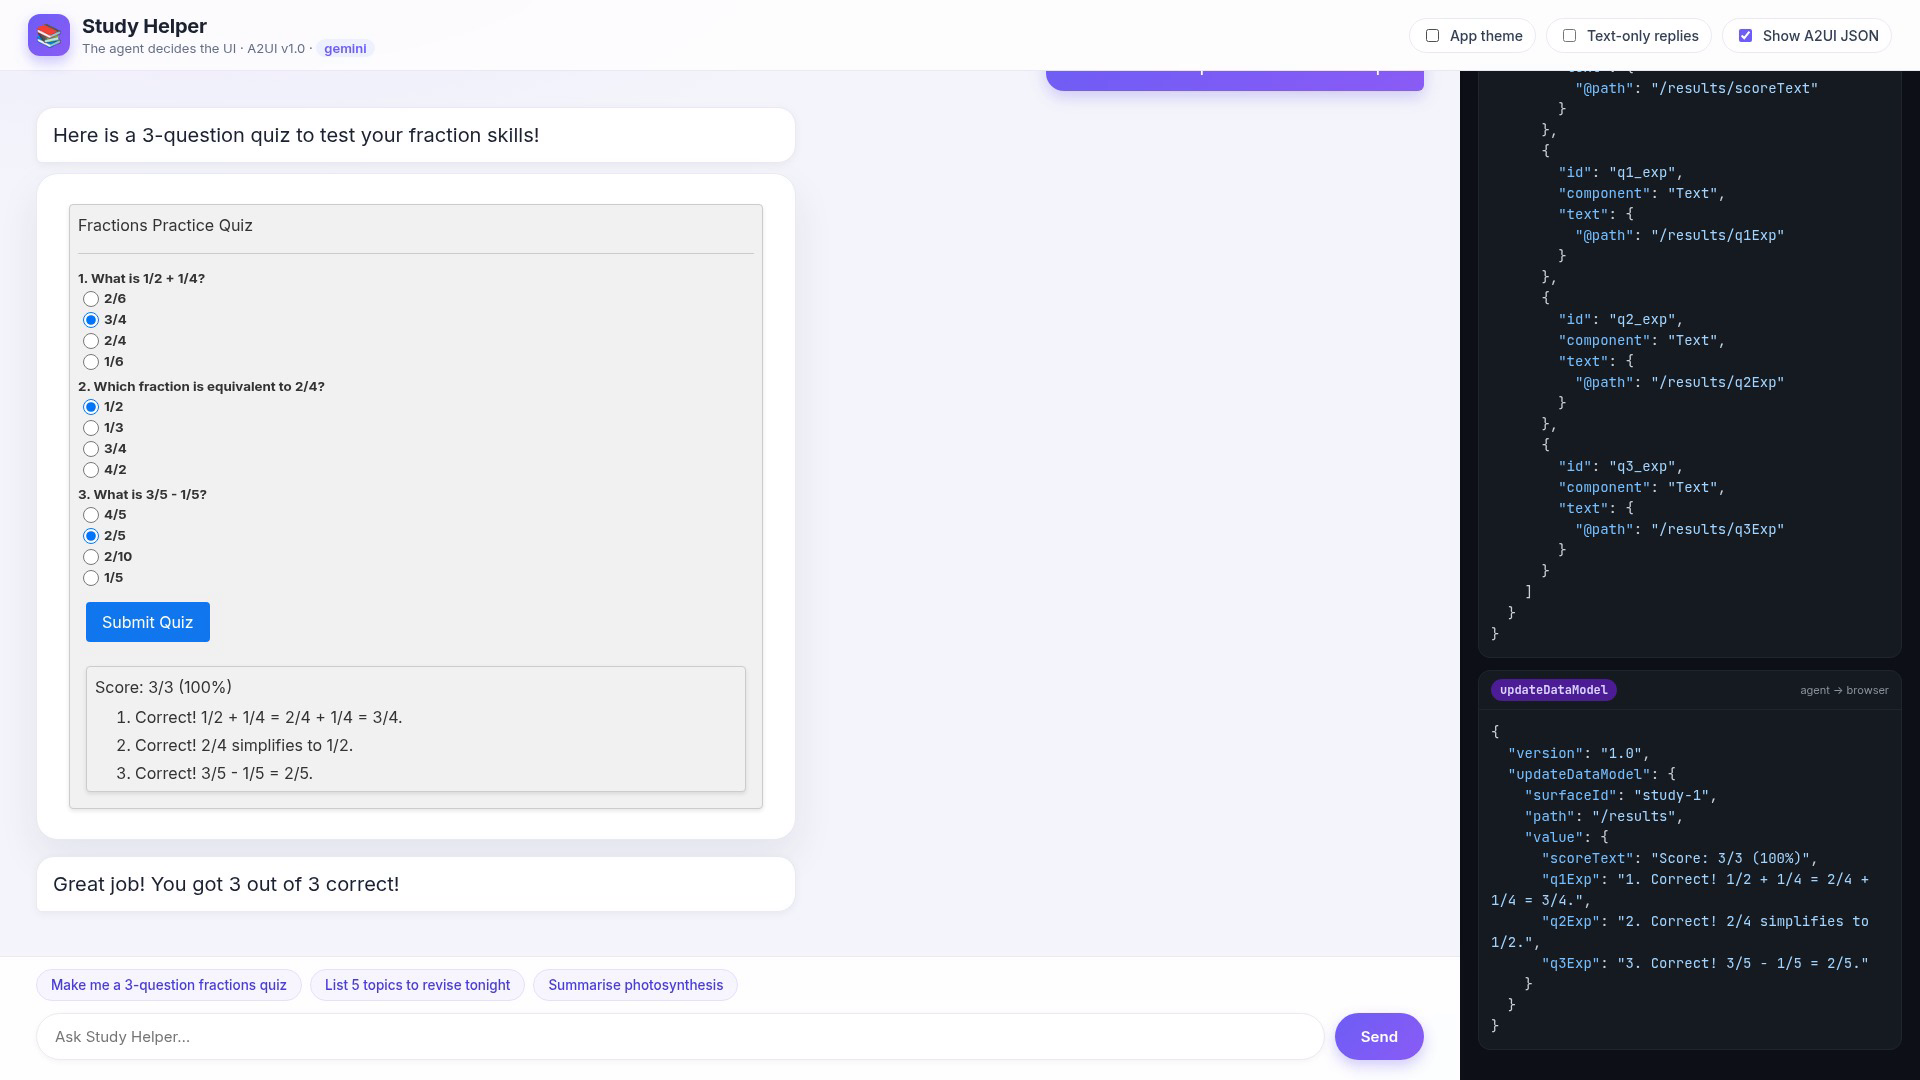 Study Helper
The agent decides the UI · A2UI v1.0 · gemini
App theme
Text-only replies
Show A2UI JSON
Here is a 3-question quiz to test your fraction skills!
Fractions Practice Quiz
1. What is 1/2 + 1/4?
2/6
3/4
2/4
1/6
2. Which fraction is equivalent to 2/4?
1/2
1/3
3/4
4/2
3. What is 3/5 - 1/5?
4/5
2/5
2/10
1/5
Submit Quiz
Score: 3/3 (100%)
1. Correct! 1/2 + 1/4 = 2/4 + 1/4 = 3/4.
2. Correct! 2/4 simplifies to 1/2.
3. Correct! 3/5 - 1/5 = 2/5.
Great job! You got 3 out of 3 correct!
Make me a 3-question fractions quiz
List 5 topics to revise tonight
Summarise photosynthesis
Ask Study Helper...
Send
"@path": "/results/scoreText"
}
},
{
"id": "q1_exp",
"component": "Text",
"text": {
"@path": "/results/q1Exp"
}
},
{
"id": "q2_exp",
"component": "Text",
"text": {
"@path": "/results/q2Exp"
}
},
{
"id": "q3_exp",
"component": "Text",
"text": {
"@path": "/results/q3Exp"
}
}
]
}
}
updateDataModel
agent → browser
{
"version": "1.0",
"updateDataModel": {
"surfaceId": "study-1",
"path": "/results",
"value": {
"scoreText": "Score: 3/3 (100%)",
"q1Exp": "1. Correct! 1/2 + 1/4 = 2/4 +
1/4 = 3/4.",
"q2Exp": "2. Correct! 2/4 simplifies to
1/2.",
"q3Exp": "3. Correct! 3/5 - 1/5 = 2/5."
}
}
}